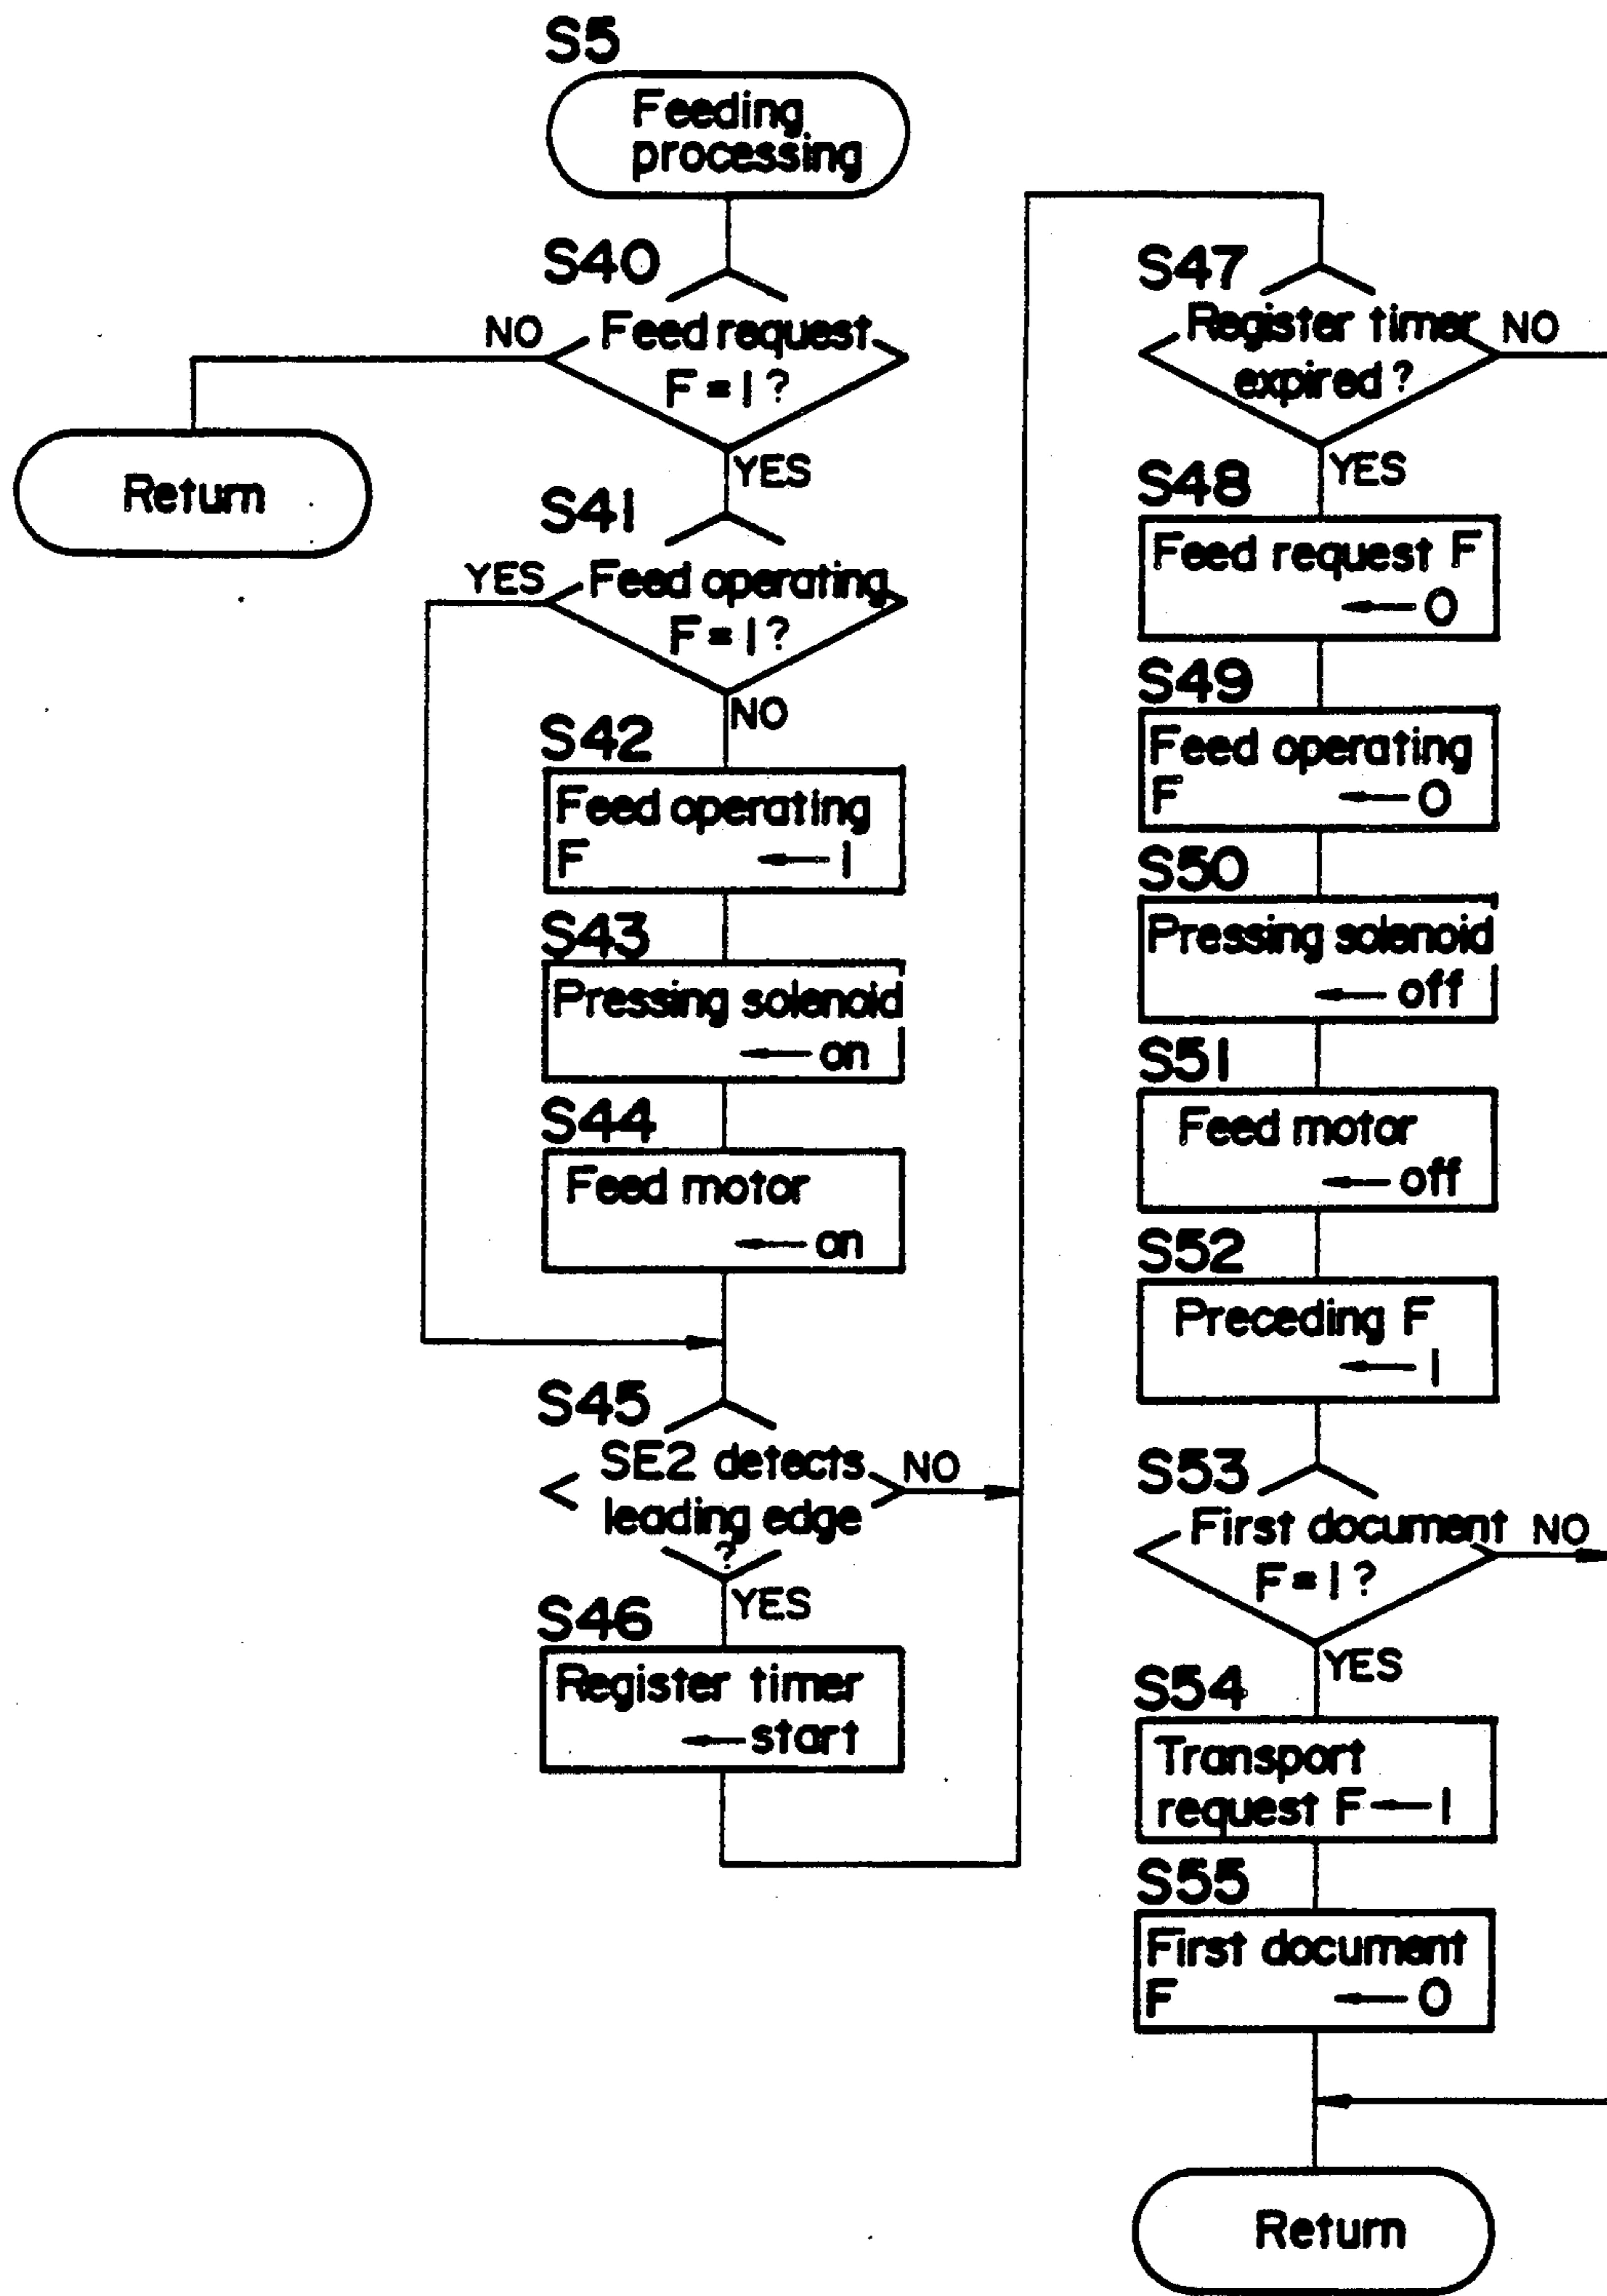 S5
Feeding
processing
S40
Feed request
F=1?
NO
YES
Return
S41
Feed operating
F=1?
YES
NO
S42
Feed operating
F ←1
S43
Pressing solenoid
←on
S44
Feed motor
←on
S45
SE2 detects
leading edge
?
NO
YES
S46
Register timer
←start
S47
Register timer
expired?
NO
YES
S48
Feed request F
←0
S49
Feed operating
F ←0
S50
Pressing solenoid
←off
S51
Feed motor
←off
S52
Preceding F
←1
S53
First document
F=1?
NO
YES
S54
Transport
request F←1
S55
First document
F ←0
Return